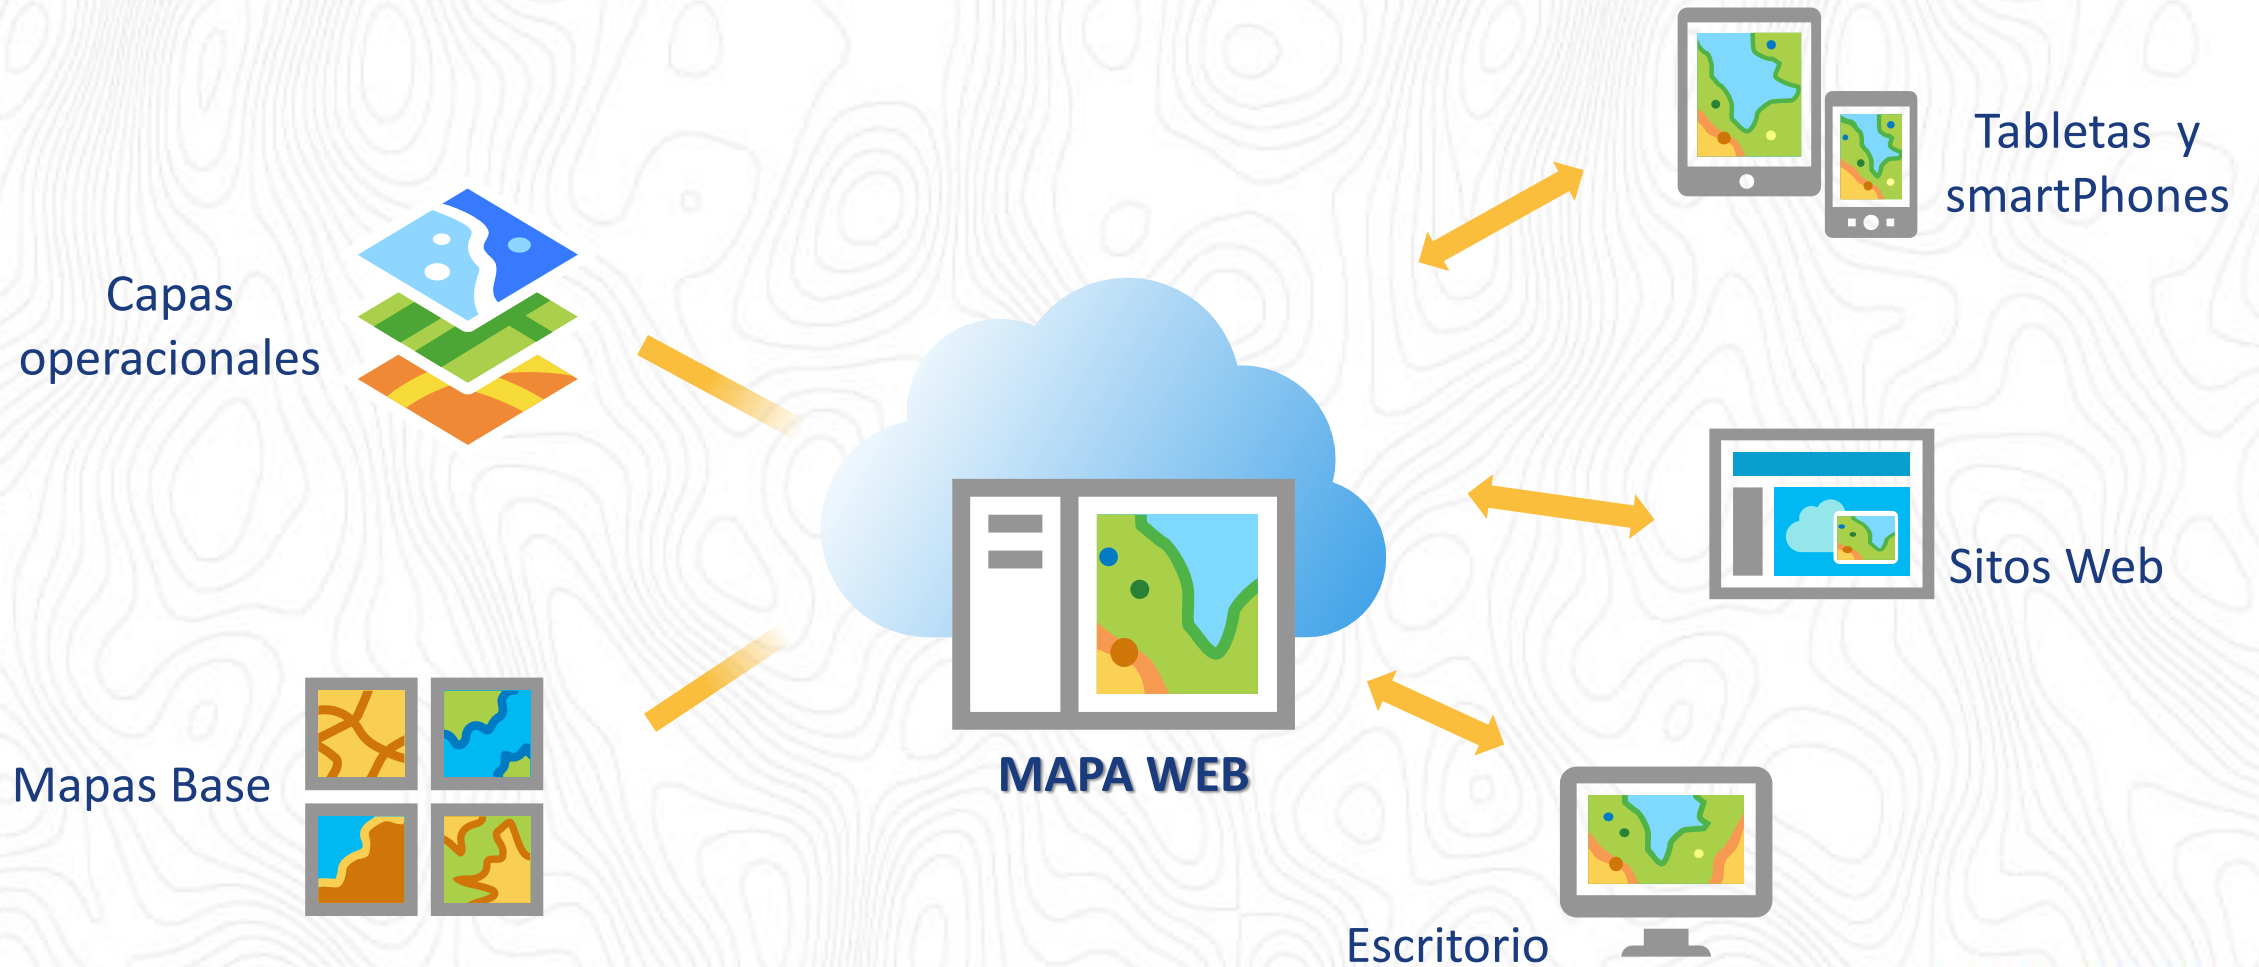 Capas
operacionales
Mapas Base
MAPA WEB
Tabletas y
smartPhones
Sitos Web
Escritorio